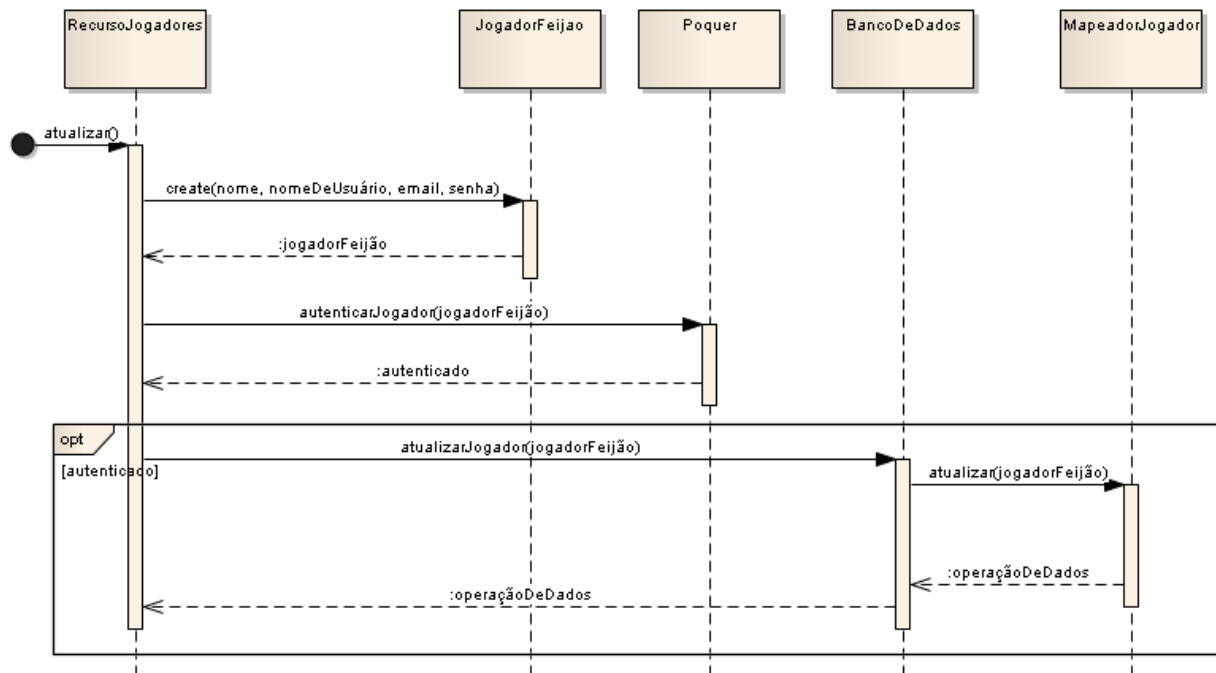 RecursoJogadores
JogadorFeijao
Poquer
BancoDeDados
MapeadorJogador
atualizar()
create(nome, nomeDeUsuário, email, senha)
:jogadorFeijão
autenticarJogador(jogadorFeijão)
:autenticado
opt
atualizarJogador(jogadorFeijão)
[autenticado]
atualizar(jogadorFeijão)
:operaçãoDeDados
:operaçãoDeDados